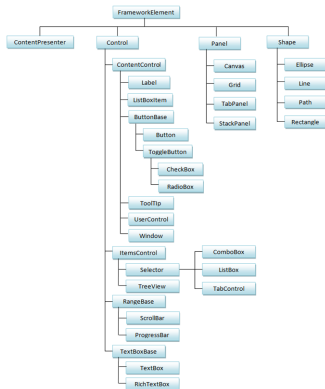 FrameworkElement
ContentPresenter
Control
Panel
Shape
ContentControl
Label
ListBoxItem
ButtonBase
Button
ToggleButton
CheckBox
RadioBox
ToolTip
UserControl
Window
ItemsControl
Selector
TreeView
ComboBox
ListBox
TabControl
RangeBase
ScrollBar
ProgressBar
TextBoxBase
TextBox
RichTextBox
Canvas
Grid
TabPanel
StackPanel
Ellipse
Line
Path
Rectangle